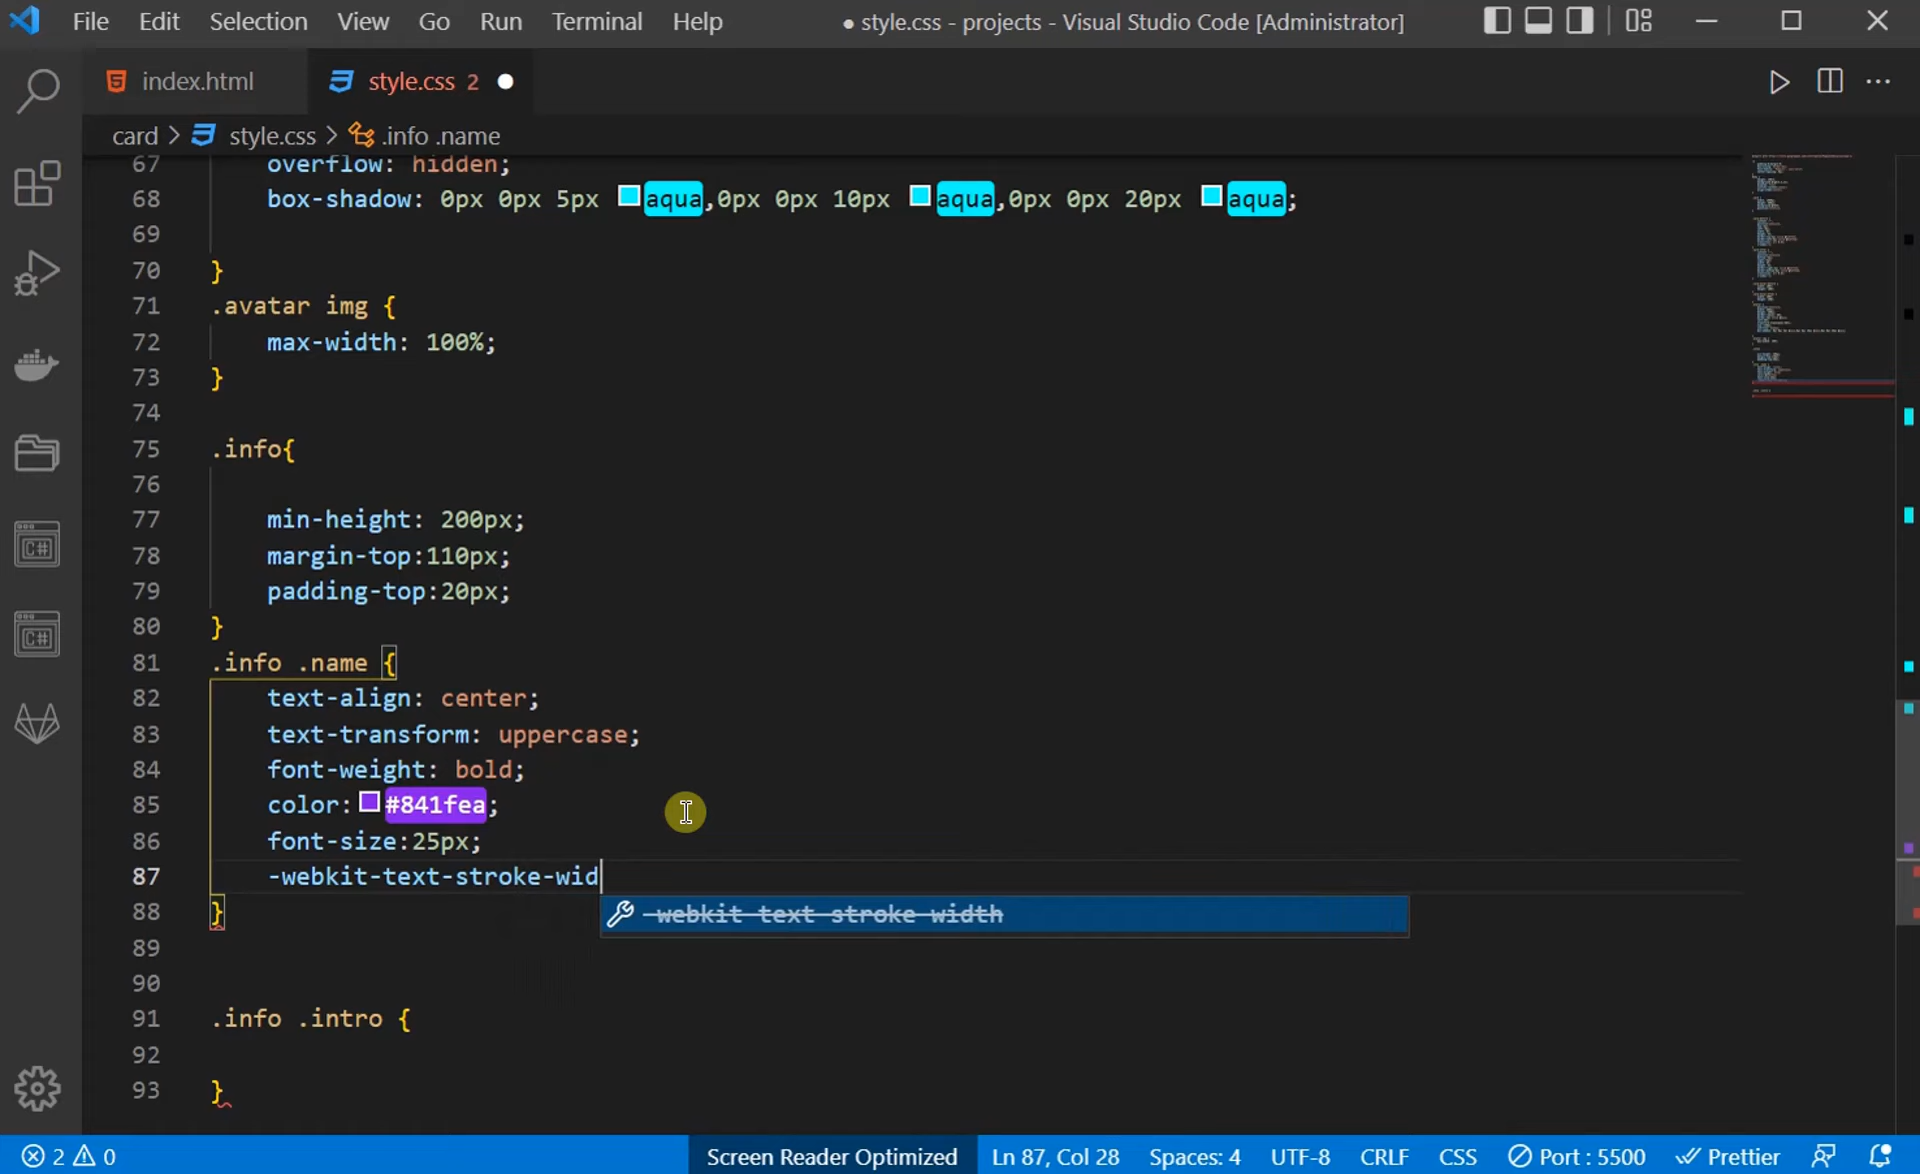 File Edit Selection View Go Run Terminal Help ● style.css - projects - Visual Studio Code [Administrator]
index.html style.css 2
card > style.css > .info .name
67 overflow: hidden;
68 box-shadow: 0px 0px 5px aqua,0px 0px 10px aqua,0px 0px 20px aqua;
69
70 }
71 .avatar img {
72 max-width: 100%;
73 }
74
75 .info{
76
77 min-height: 200px;
78 margin-top:110px;
79 padding-top:20px;
80 }
81 .info .name {
82 text-align: center;
83 text-transform: uppercase;
84 font-weight: bold;
85 color: #841fea;
86 font-size:25px;
87 -webkit-text-stroke-wid
-webkit-text-stroke-width
88 }
89
90
91 .info .intro {
92
93 }
2 0 Screen Reader Optimized Ln 87, Col 28 Spaces: 4 UTF-8 CRLF CSS Port : 5500 Prettier